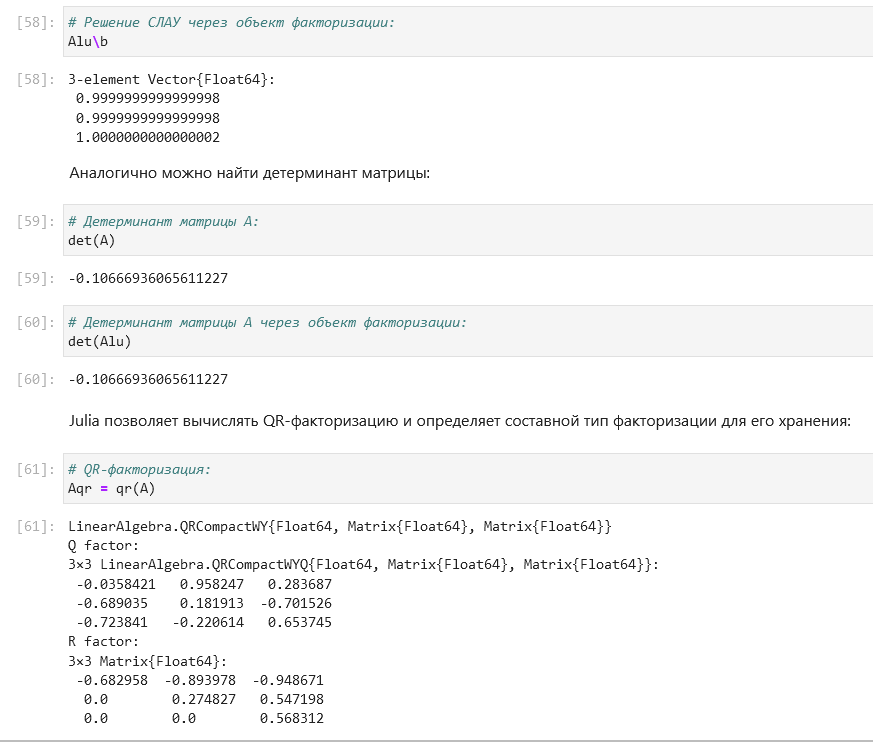 [58]: # Решение СЛАУ через объект факторизации:
Alu\b
[58]: 3-element Vector{Float64}:
0.9999999999999998
0.9999999999999998
1.0000000000000002
Аналогично можно найти детерминант матрицы:
[59]: # Детерминант матрицы A:
det(A)
[59]: -0.10666936065611227
[60]: # Детерминант матрицы A через объект факторизации:
det(Alu)
[60]: -0.10666936065611227
Julia позволяет вычислять QR-факторизацию и определяет составной тип факторизации для его хранения:
[61]: # QR-факторизация:
Aqr = qr(A)
[61]: LinearAlgebra.QRCompactWY{Float64, Matrix{Float64}, Matrix{Float64}}
Q factor:
3×3 LinearAlgebra.QRCompactWYQ{Float64, Matrix{Float64}, Matrix{Float64}}:
-0.0358421 0.958247 0.283687
-0.689035 0.181913 -0.701526
-0.723841 -0.220614 0.653745
R factor:
3×3 Matrix{Float64}:
-0.682958 -0.893978 -0.948671
0.0 0.274827 0.547198
0.0 0.0 0.568312